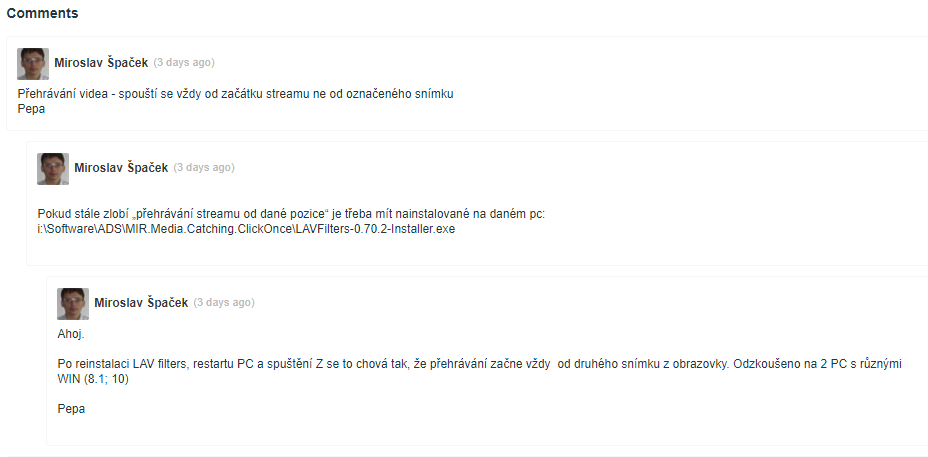 Comments
Miroslav Špaček (3 days ago)
Přehrávání videa - spouští se vždy od začátku streamu ne od označeného snímku
Pepa
Miroslav Špaček (3 days ago)
Pokud stále zlobí „přehrávání streamu od dané pozice“ je třeba mít nainstalované na daném pc:
i:\Software\ADS\MIR.Media.Catching.ClickOnce\LAVFilters-0.70.2-Installer.exe
Miroslav Špaček (3 days ago)
Ahoj.
Po reinstalaci LAV filters, restartu PC a spuštění Z se to chová tak, že přehrávání začne vždy  od druhého snímku z obrazovky. Odzkoušeno na 2 PC s různými
WIN (8.1; 10)
Pepa